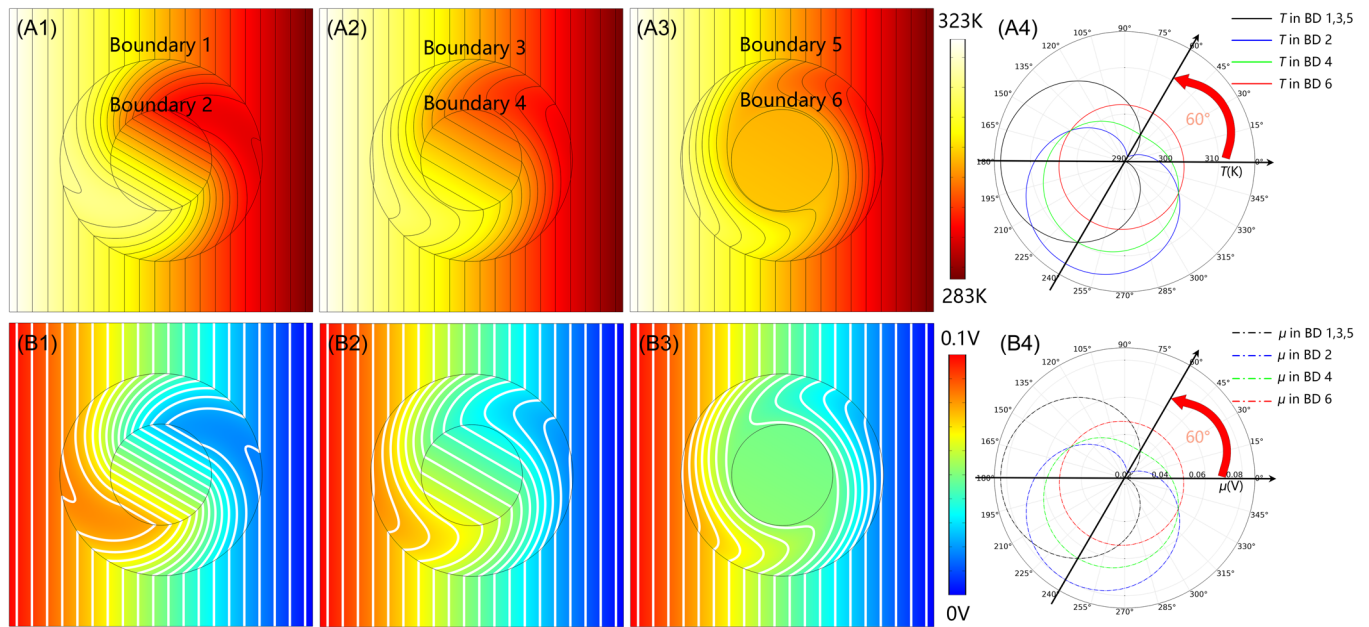 (A1)
Boundary 1
Boundary 2
(A2)
Boundary 3
Boundary 4
(A3)
Boundary 5
Boundary 6
323K
283K
(A4)
T in BD 1,3,5
T in BD 2
T in BD 4
T in BD 6
90°
105° 75°
120° 60°
135° 45°
150° 30°
165° 15°
180°
195° 345°
210° 330°
225° 315°
240° 300°
255° 285°
270°
60°
290 300 310
T(K)
(B1)
(B2)
(B3)
0.1V
0V
(B4)
μ in BD 1,3,5
μ in BD 2
μ in BD 4
μ in BD 6
90°
105° 75°
120° 60°
135° 45°
150° 30°
165° 15°
180°
195° 345°
210° 330°
225° 315°
240° 300°
255° 285°
270°
60°
0.04 0.06 0.08
μ(V)